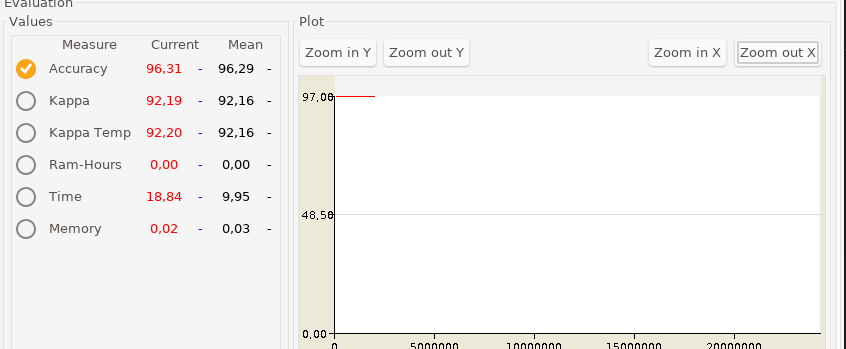 Evaluation
Values
Measure Current Mean
Accuracy 96,31 - 96,29 -
Kappa 92,19 - 92,16 -
Kappa Temp 92,20 - 92,16 -
Ram-Hours 0,00 - 0,00 -
Time 18,84 - 9,95 -
Memory 0,02 - 0,03 -
Plot
Zoom in Y Zoom out Y Zoom in X Zoom out X
97,00
48,50
0,00
0 5000000 10000000 15000000 20000000